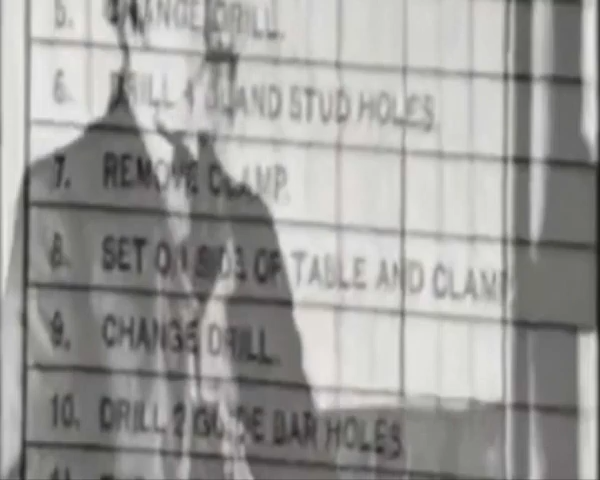 5. CHANGE DRILL.
6. DRILL 4 GLAND STUD HOLES.
7. REMOVE CLAMP.
8. SET ON SIDE OF TABLE AND CLAMP
9. CHANGE DRILL.
10. DRILL 2 GUIDE BAR HOLES
11.